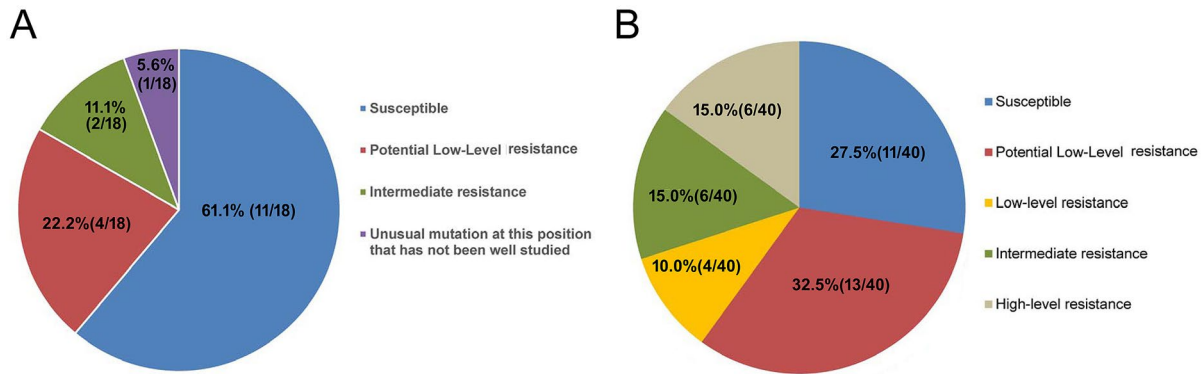 A
5.6%
(1/18)
11.1%
(2/18)
22.2%(4/18)
61.1% (11/18)
Susceptible
Potential Low-Level resistance
Intermediate resistance
Unusual mutation at this position
that has not been well studied
B
15.0%(6/40)
27.5%(11/40)
15.0%(6/40)
10.0%(4/40)
32.5%(13/40)
Susceptible
Potential Low-Level resistance
Low-level resistance
Intermediate resistance
High-level resistance